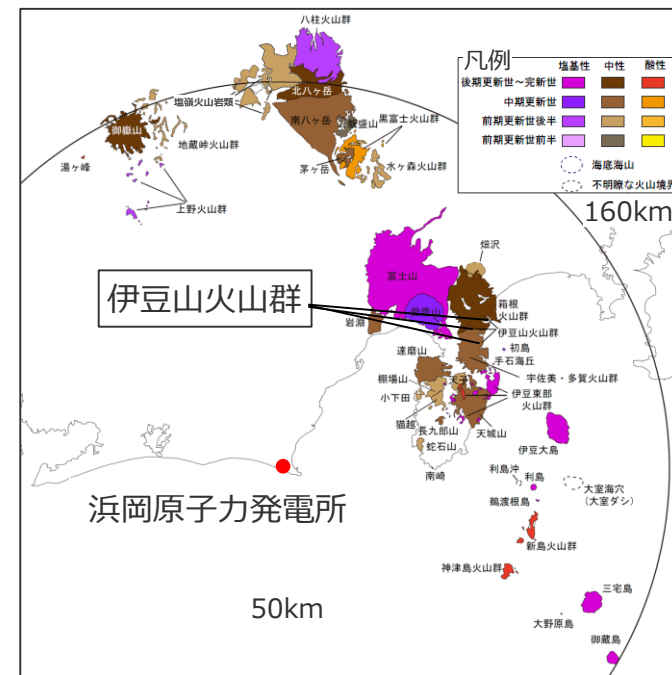 八柱火山群
凡例
塩基性 中性 酸性
後期更新世～完新世
中期更新世
前期更新世後半
前期更新世前半
海底海山
不明瞭な火山境界
160km
塩嶺火山岩類
北八ヶ岳
御嶽山
南八ヶ岳
飯盛山
黒富士火山群
地蔵峠火山群
湯ヶ峰
茅ヶ岳
水ヶ森火山群
上野火山群
畑沢
富士山
伊豆山火山群
愛鷹山
箱根
火山群
岩淵
伊豆山火山群
初島
達磨山
手石海丘
棚場山
天子
宇佐美・多賀火山群
小下田
伊豆東部
火山群
猫越
長九郎山
天城山
蛇石山
伊豆大島
南崎
利島沖
利島
大室海穴
(大室ダシ)
浜岡原子力発電所
鵜渡根島
新島火山群
神津島火山群
50km
三宅島
大野原島
御蔵島